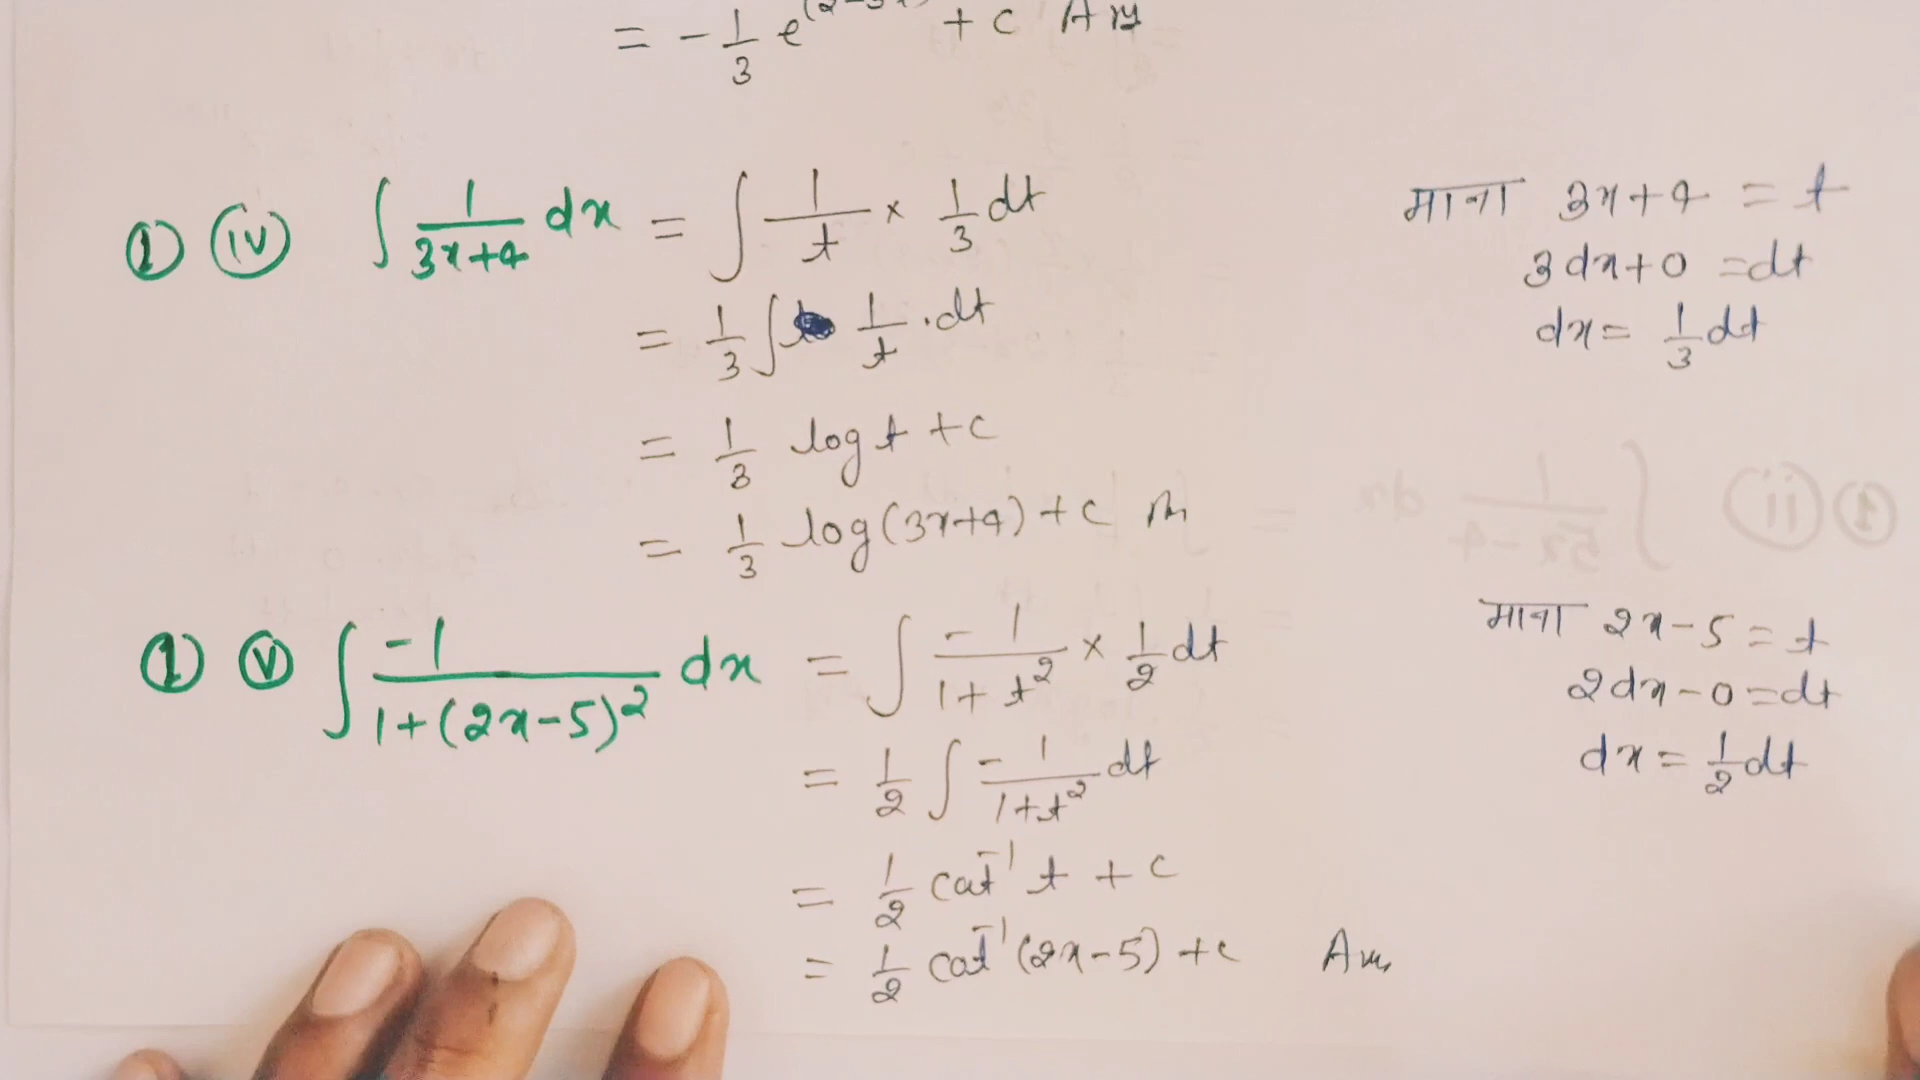 = -1/3 e + c Ans
① (iv) ∫ 1/(3x+4) dx = ∫ 1/t × 1/3 dt
माना 3x+4 = t
3dx+0 = dt
= 1/3 ∫ 1/t . dt
dx = 1/3 dt
= 1/3 log t + c
= 1/3 log(3x+4) + c
① (v) ∫ -1/(1+(2x-5)²) dx = ∫ -1/(1+t²) × 1/2 dt
माना 2x-5 = t
2dx-0 = dt
= 1/2 ∫ -1/(1+t²) dt
dx = 1/2 dt
= 1/2 cot⁻¹ t + c
= 1/2 cot⁻¹(2x-5) + c Ans